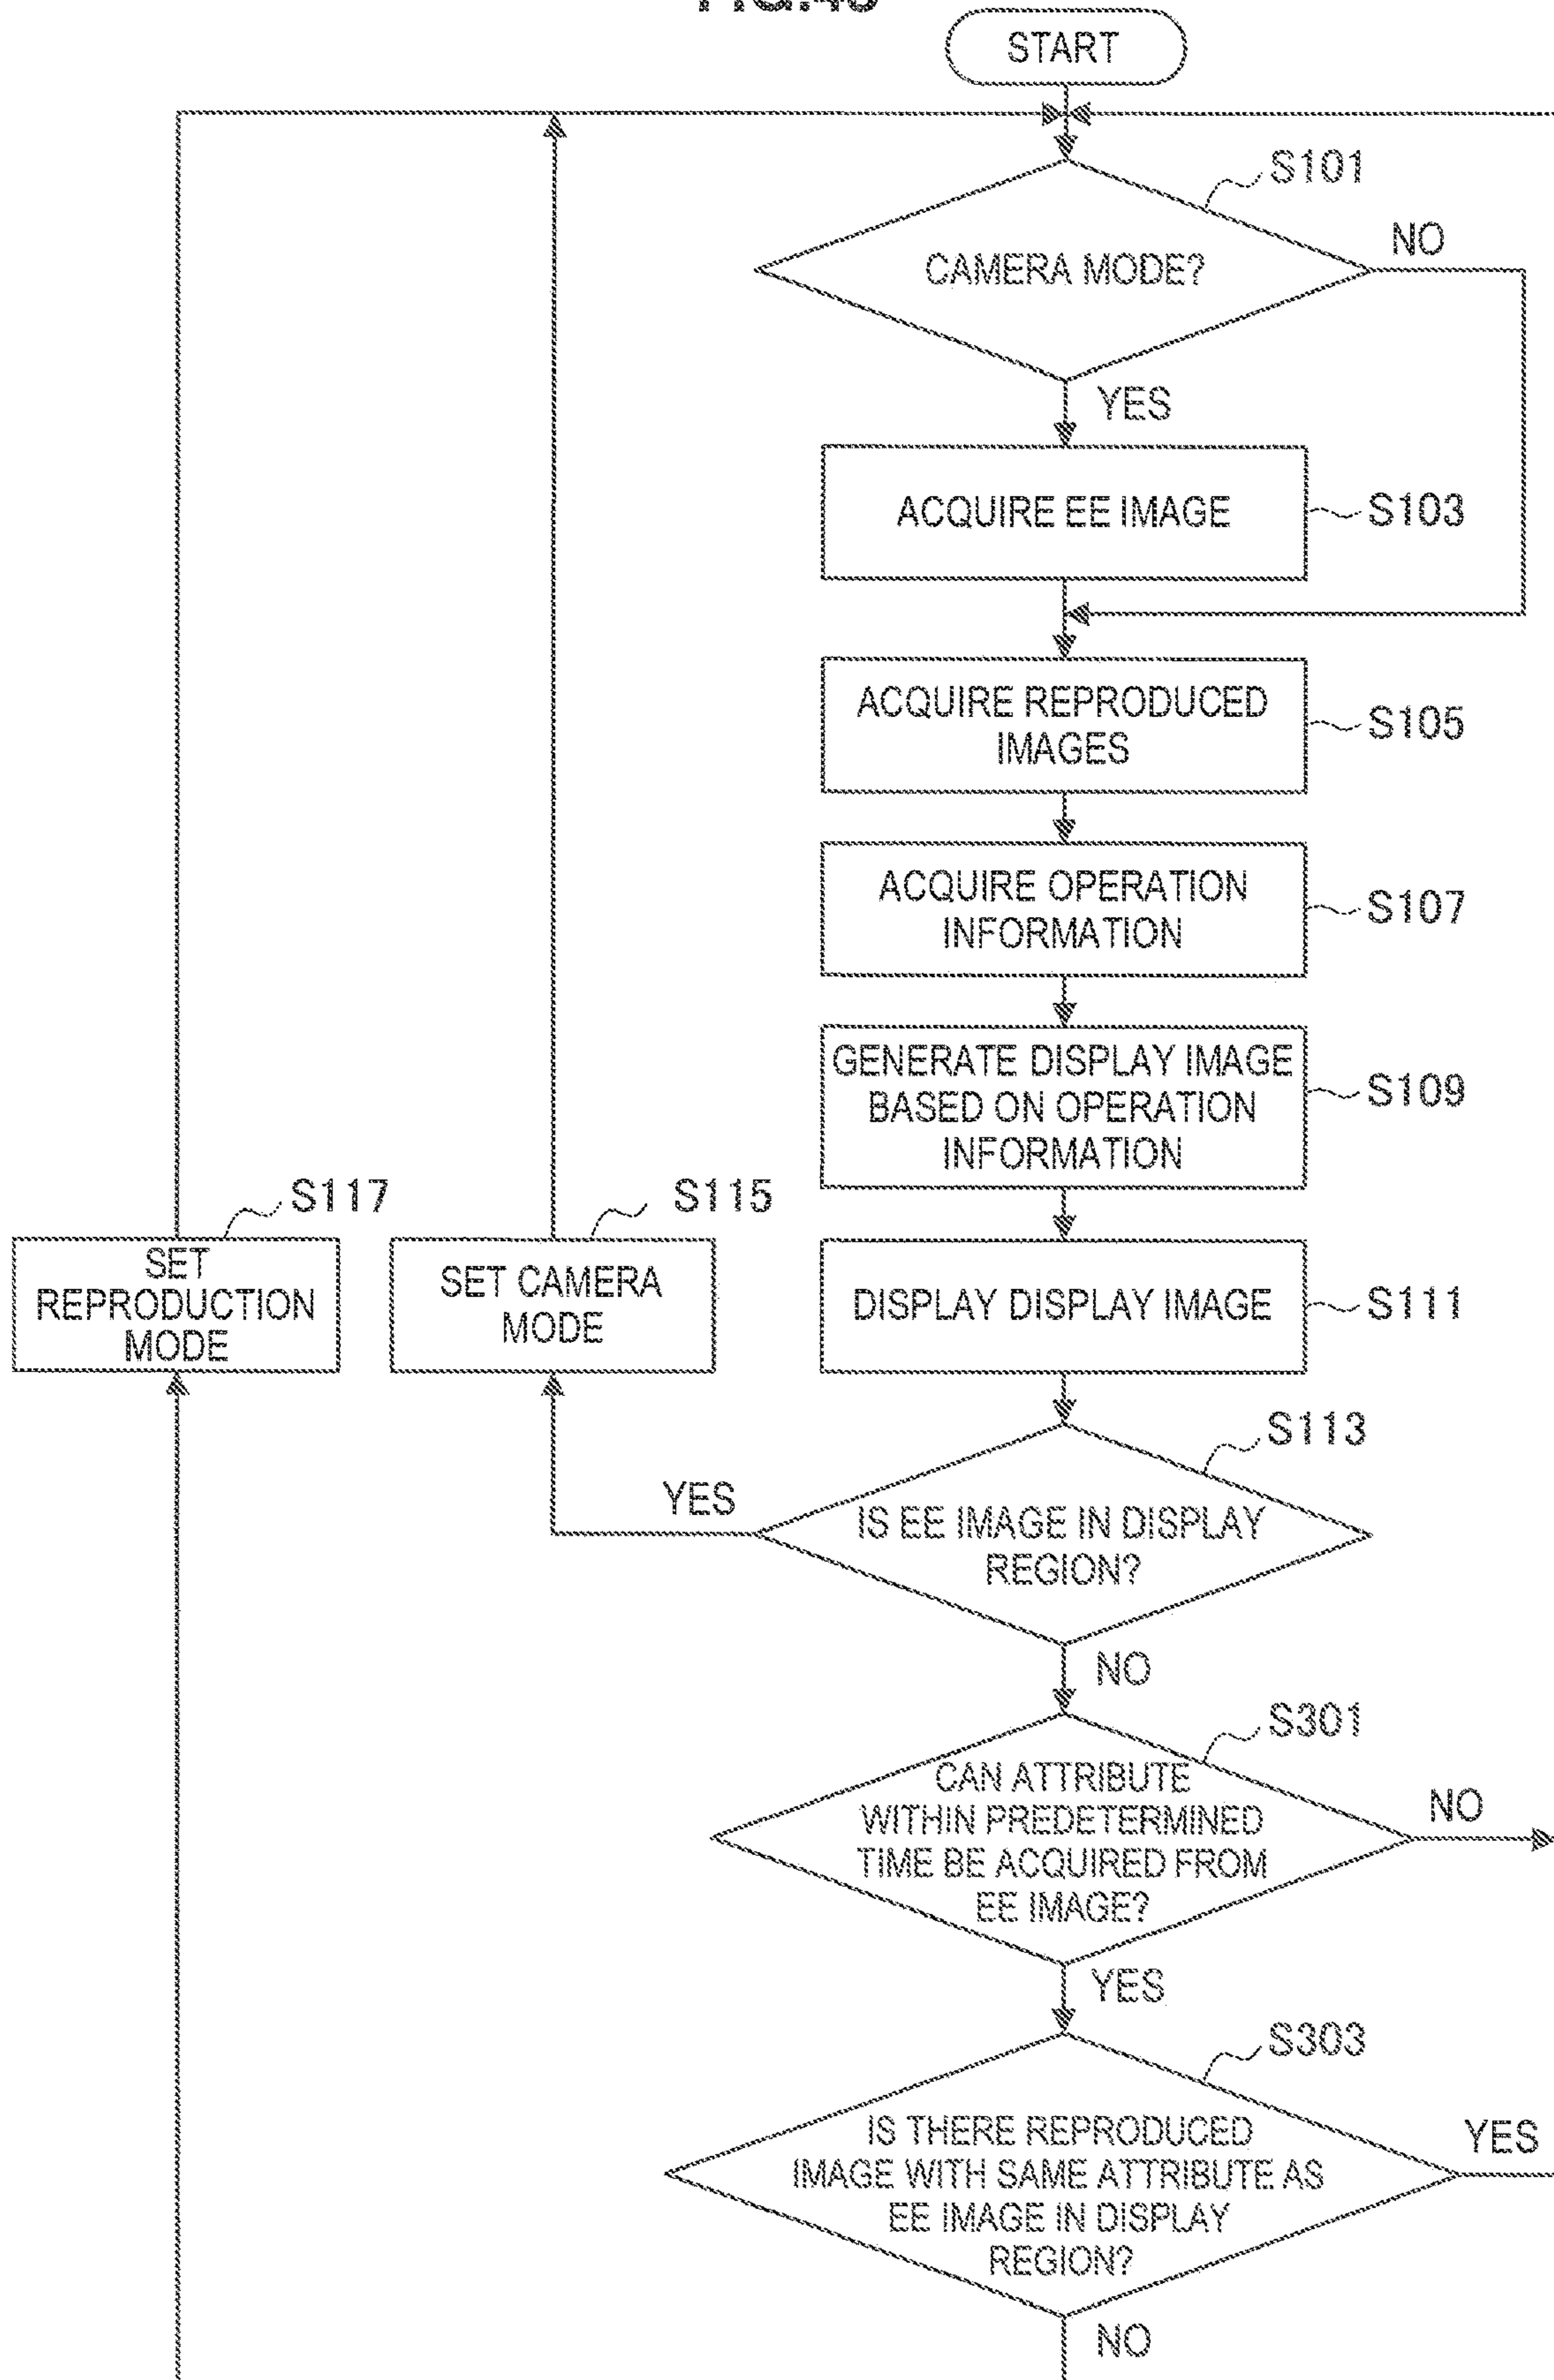 START
S101
CAMERA MODE?
NO
YES
ACQUIRE EE IMAGE
S103
ACQUIRE REPRODUCED
IMAGES
S105
ACQUIRE OPERATION
INFORMATION
S107
GENERATE DISPLAY IMAGE
BASED ON OPERATION
INFORMATION
S109
S117
SET
REPRODUCTION
MODE
S115
SET CAMERA
MODE
DISPLAY DISPLAY IMAGE
S111
S113
YES
IS EE IMAGE IN DISPLAY
REGION?
NO
S301
CAN ATTRIBUTE
WITHIN PREDETERMINED
TIME BE ACQUIRED FROM
EE IMAGE?
NO
YES
S303
IS THERE REPRODUCED
IMAGE WITH SAME ATTRIBUTE AS
EE IMAGE IN DISPLAY
REGION?
YES
NO